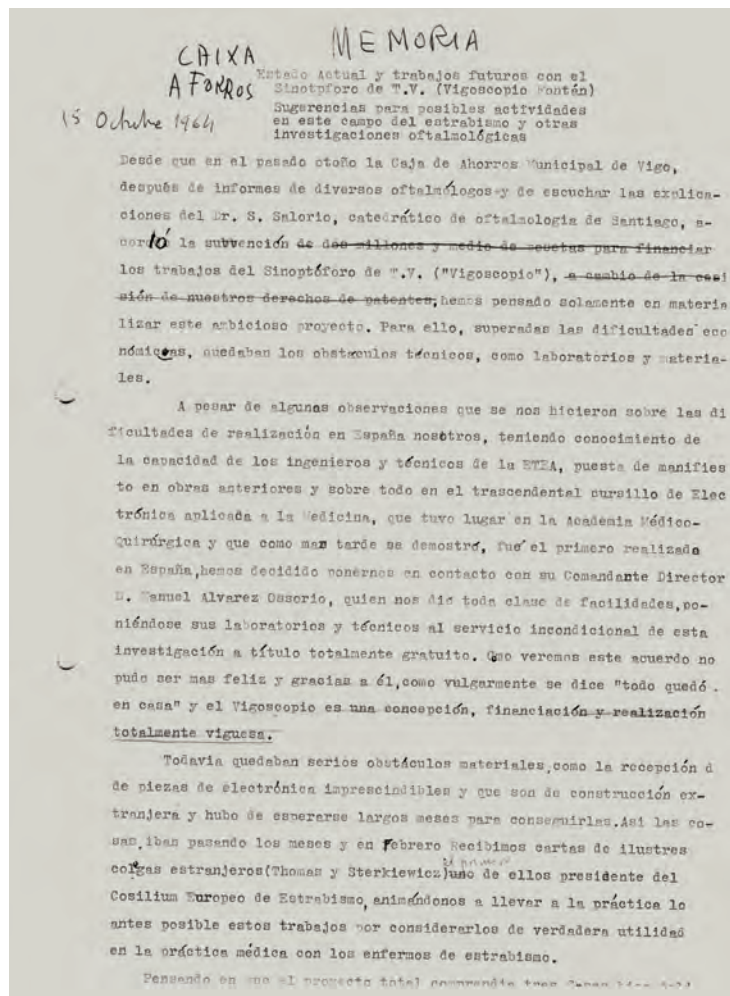 MEMORIA
CAIXA
AFORROS
15 Octubre 1964
Estado Actual y trabajos futuros con el
Sinotpforo de T.V. (Vigoscopio Fontán)
Sugerencias para posibles actividades
en este campo del estrabismo y otras
investigaciones oftalmológicas
Desde que en el pasado otoño la Caja de Ahorros Municipal de Vigo,
después de informes de diversos oftalmólogos y de escuchar las explica-
ciones del Dr. S. Salorio, catedrático de oftalmologia de Santiago, a-
cordó la subvención de dos millones y medio de pesetas para financiar
los trabajos del Sinoptóforo de T.V. ("Vigoscopio"), a cambio de la cesi
sión de nuestros derechos de patentes, hemos pensado solamente en materia
lizar este ambicioso proyecto. Para ello, superadas las dificultades eco
nómicas, quedaban los obstaculos técnicos, como laboratorios y materia-
les.
A pesar de algunas observaciones que se nos hicieron sobre las di
ficultades de realización en España nosotros, teniendo conocimiento de
la capacidad de los ingenieros y técnicos de la ETEA, puesta de manifies
to en obras anteriores y sobre todo en el trascendental cursillo de Elec
trónica aplicada a la Medicina, que tuvo lugar en la Academia Médico-
Quirúrgica y que como mas tarde se demostró, fué el primero realizado
en España,hemos decidido ponernos en contacto con su Comandante Director
D. Manuel Alvarez Ossorio, quien nos dio toda clase de facilidades,po-
niéndose sus laboratorios y técnicos al servicio incondicional de esta
investigación a título totalmente gratuito. Cmo veremos este acuerdo no
pudo ser mas feliz y gracias a él,como vulgarmente se dice "todo quedó
en casa" y el Vigoscopio es una concepción, financiación y realización
totalmente viguesa.
Todavia quedaban serios obstáculos materiales,como la recepción d
de piezas de electrónica imprescindibles y que son de construcción ex-
tranjera y hubo de esperarse largos meses para conseguirlas.Asi las co-
sas,iban pasando los meses y en Febrero Recibimos cartas de ilustres
el primero
colegas estranjeros(Thomas y Sterkiewicz)uno de ellos presidente del
Cosilium Europeo de Estrabismo,animándonos a llevar a la práctica lo
antes posible estos trabajos por considerarlos de verdadera utilidad
en la práctica médica con los enfermos de estrabismo.
Pensando en que el proyecto total comprendia tres